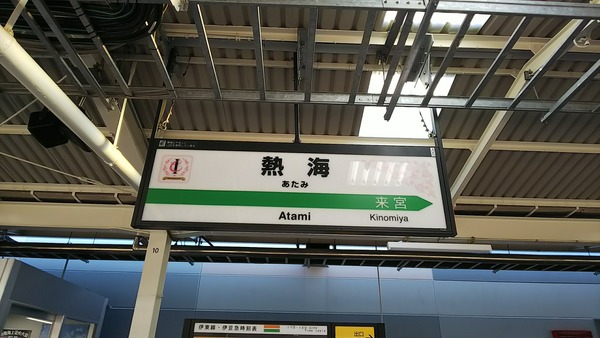 I
熱海
あたみ
来宮
Atami
Kinomiya
10
伊東線・伊豆急時刻表
出口